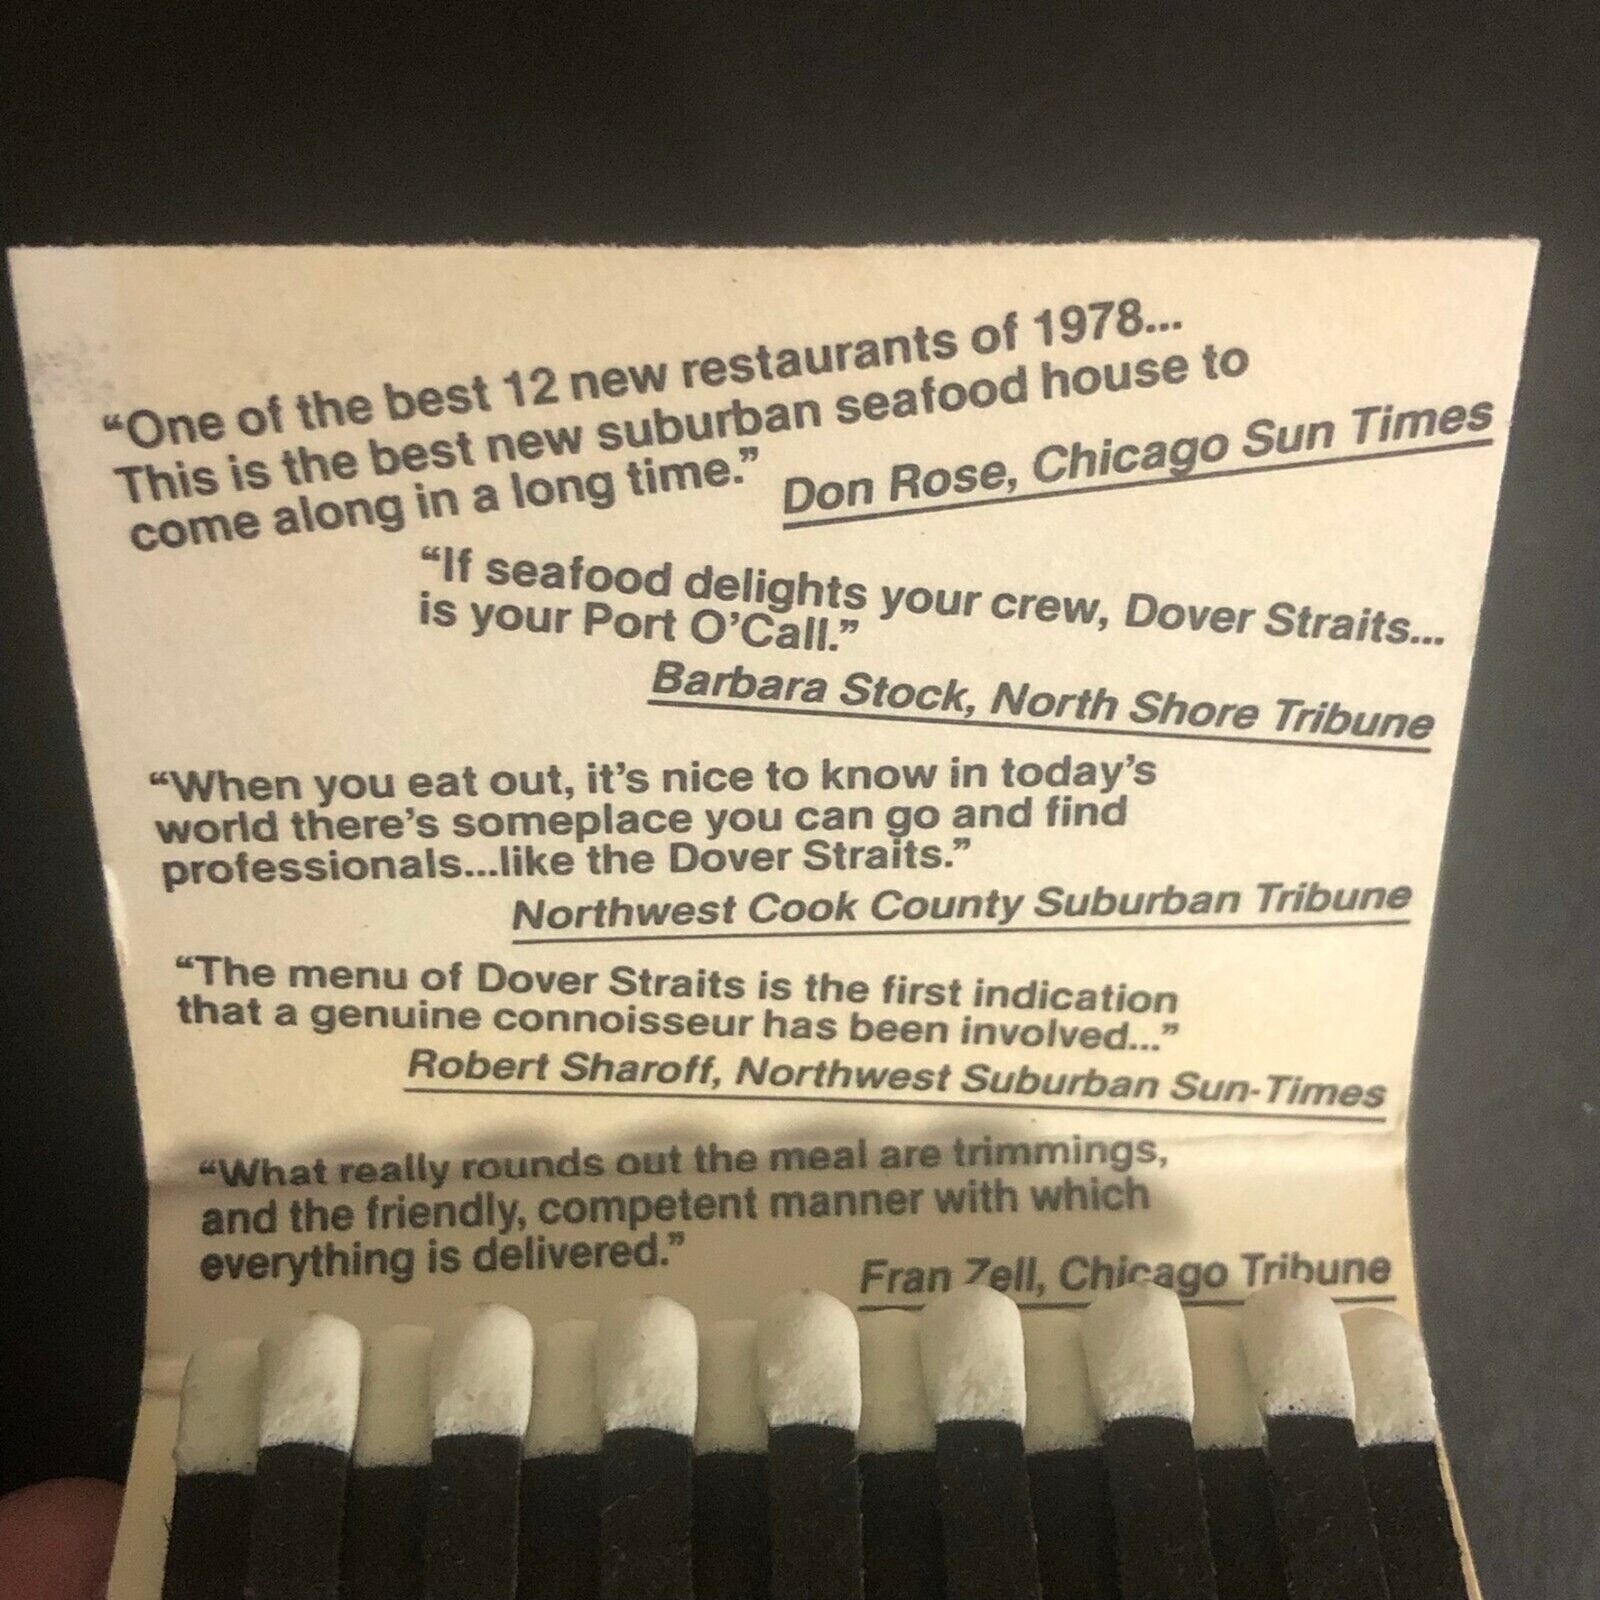 “One of the best 12 new restaurants of 1978...
This is the best new suburban seafood house to
come along in a long time.”
Don Rose, Chicago Sun Times
“If seafood delights your crew, Dover Straits...
is your Port O’Call.”
Barbara Stock, North Shore Tribune
“When you eat out, it’s nice to know in today’s
world there’s someplace you can go and find
professionals...like the Dover Straits.”
Northwest Cook County Suburban Tribune
“The menu of Dover Straits is the first indication
that a genuine connoisseur has been involved...”
Robert Sharoff, Northwest Suburban Sun-Times
“What really rounds out the meal are trimmings,
and the friendly, competent manner with which
everything is delivered.”
Fran Zell, Chicago Tribune